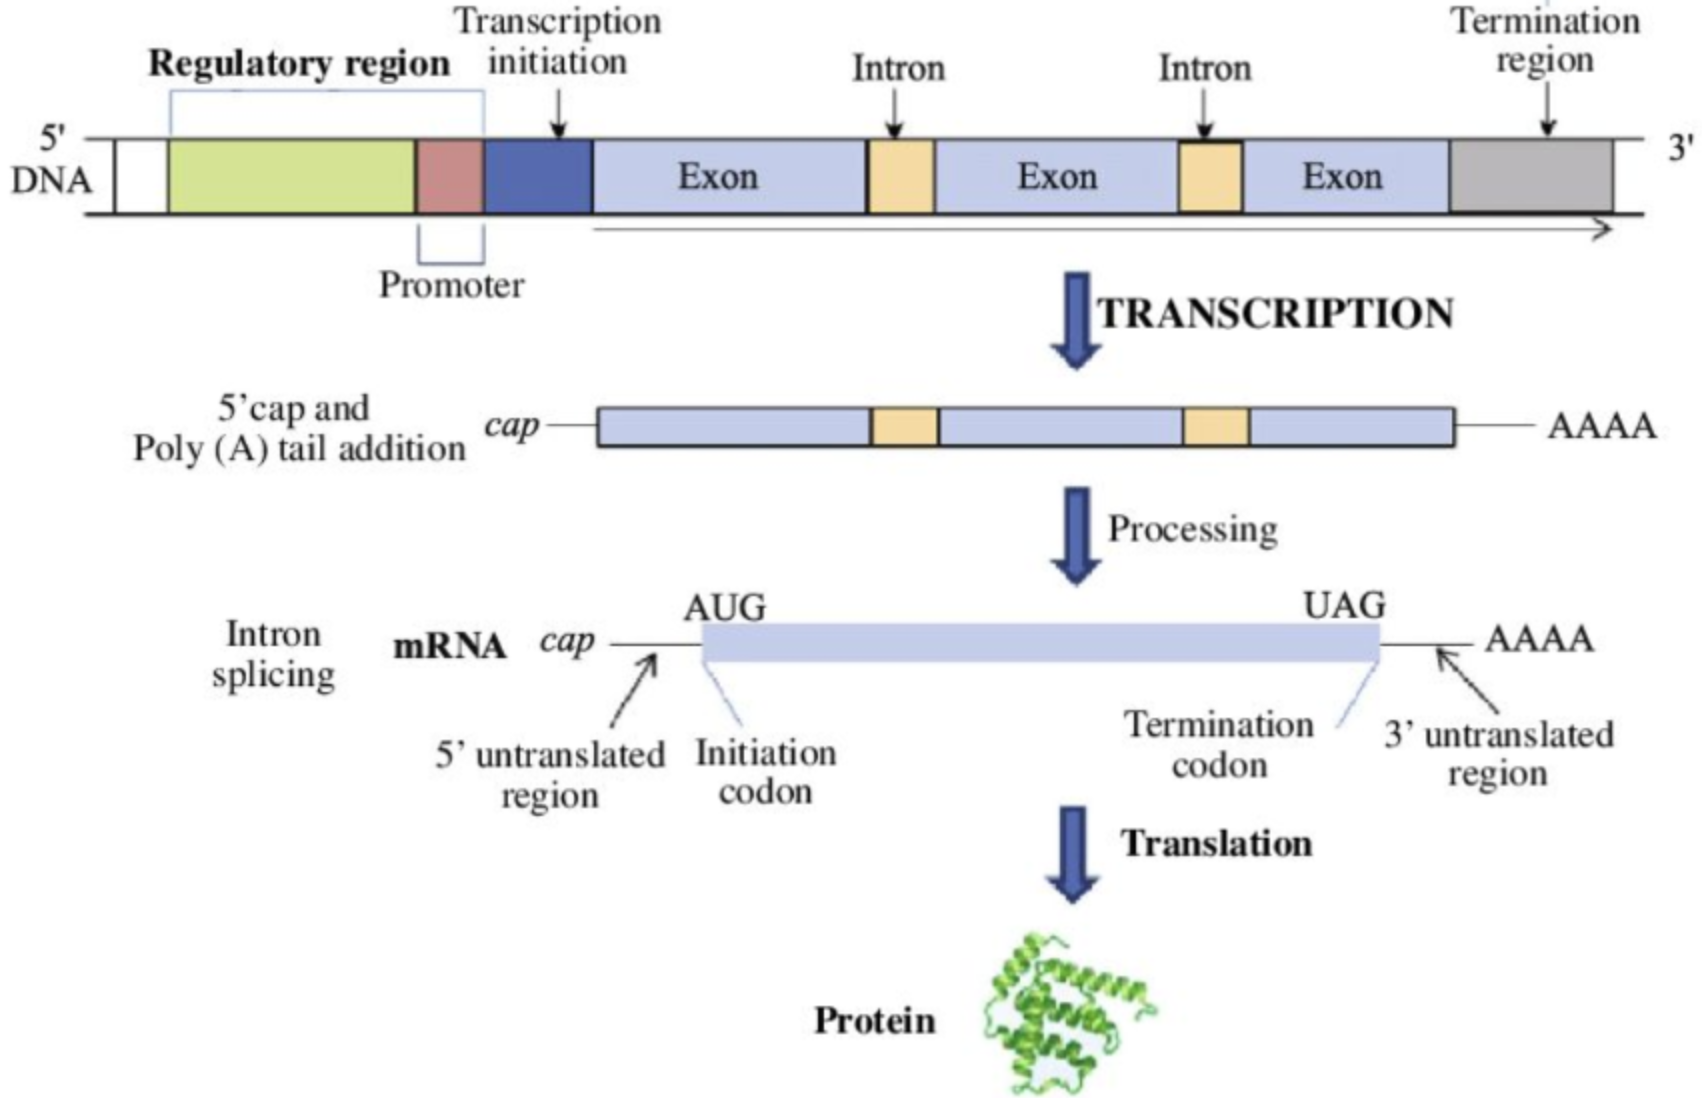 Transcription
initiation
Termination
region
Regulatory region
Intron
Intron
5'
DNA
Exon
Exon
Exon
3'
Promoter
TRANSCRIPTION
5’cap and
Poly (A) tail addition
cap
AAAA
Processing
AUG
UAG
Intron
splicing
mRNA
cap
AAAA
5’ untranslated
region
Initiation
codon
Termination
codon
3’ untranslated
region
Translation
Protein